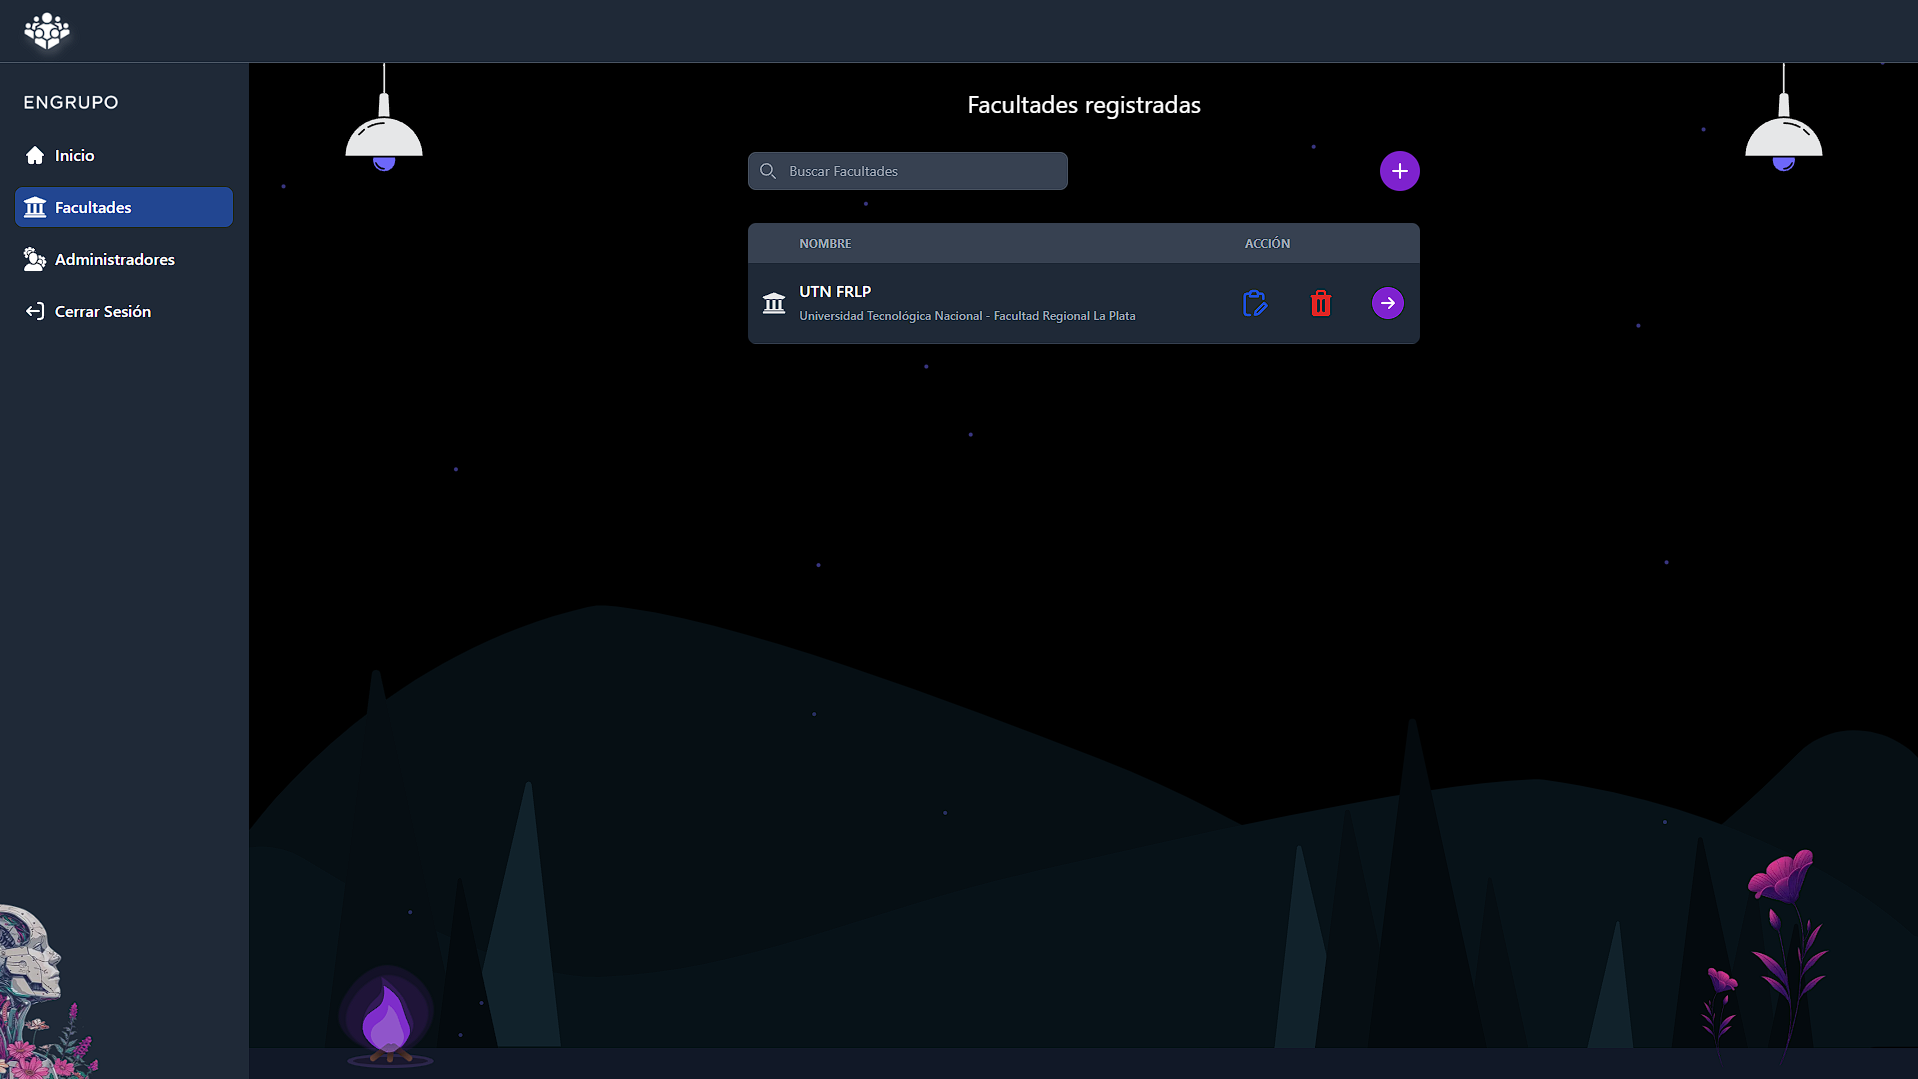 ENGRUPO
Inicio
Facultades
Administradores
Cerrar Sesión
Facultades registradas
Buscar Facultades
NOMBRE ACCIÓN
UTN FRLP
Universidad Tecnológica Nacional - Facultad Regional La Plata